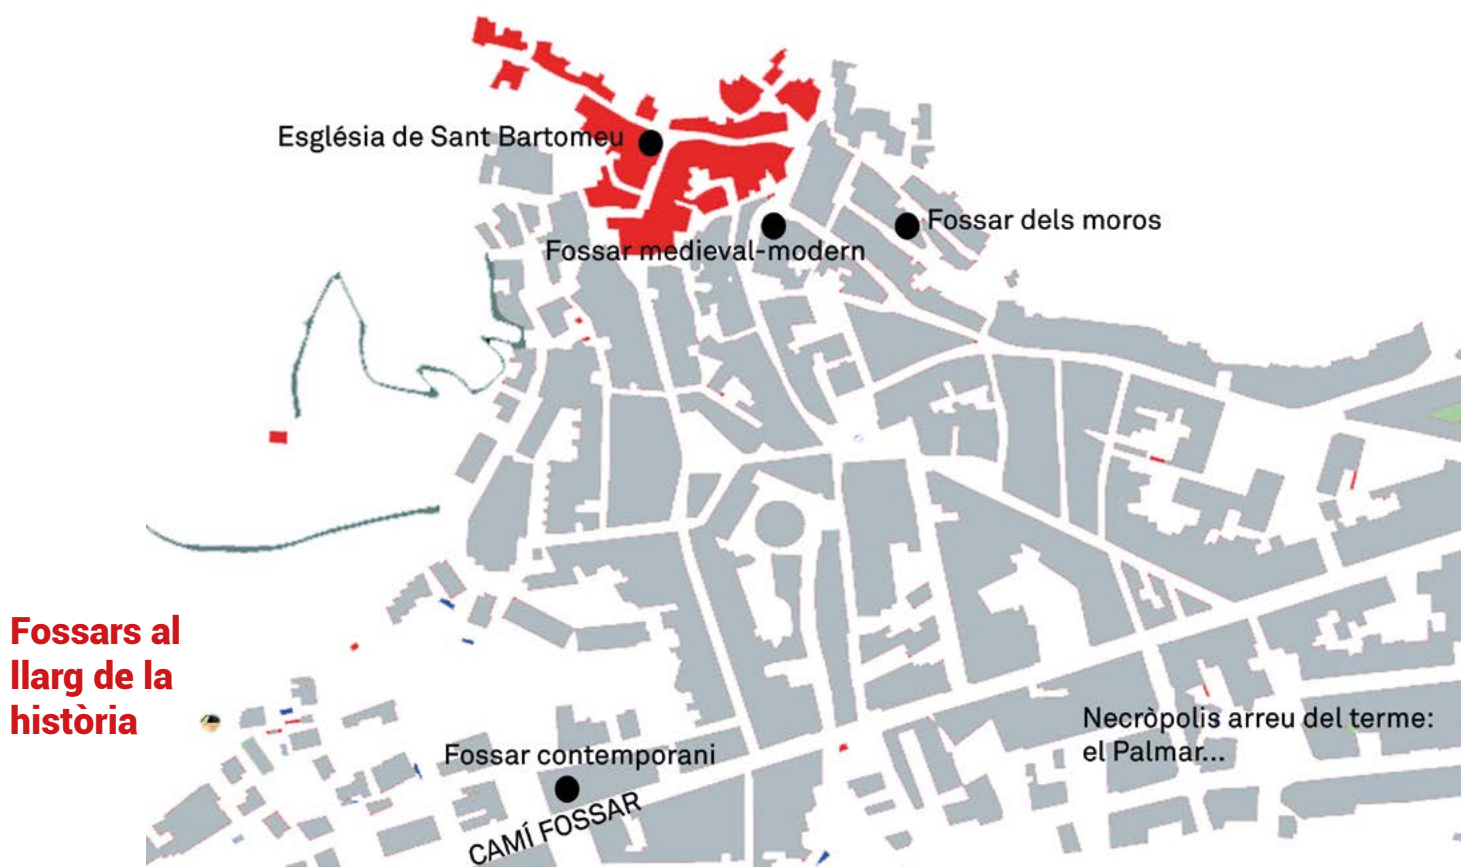 Església de Sant Bartomeu
Fossar dels moros
Fossar medieval-modern
Fossars al
llarg de la
història
Necròpolis arreu del terme:
el Palmar...
Fossar contemporani
CAMÍ FOSSAR